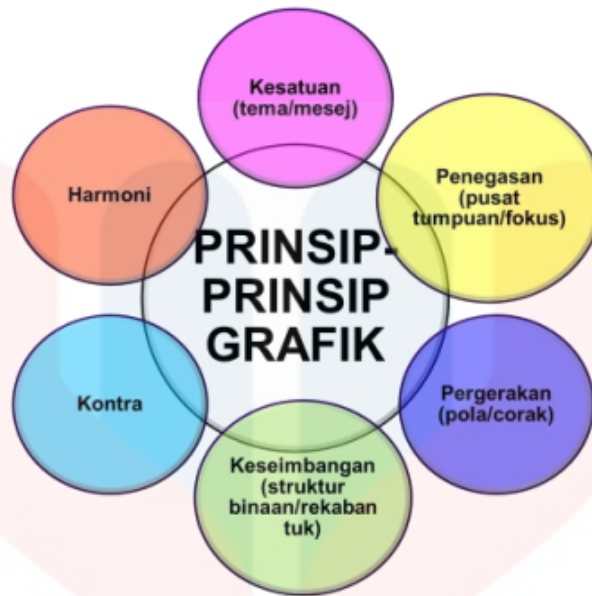 Kesatuan
(tema/mesej)
Penegasan
(pusat
tumpuan/fokus)
Pergerakan
(pola/corak)
Keseimbangan
(struktur
binaan/rekaban
tuk)
Kontra
Harmoni
PRINSIP-
PRINSIP
GRAFIK